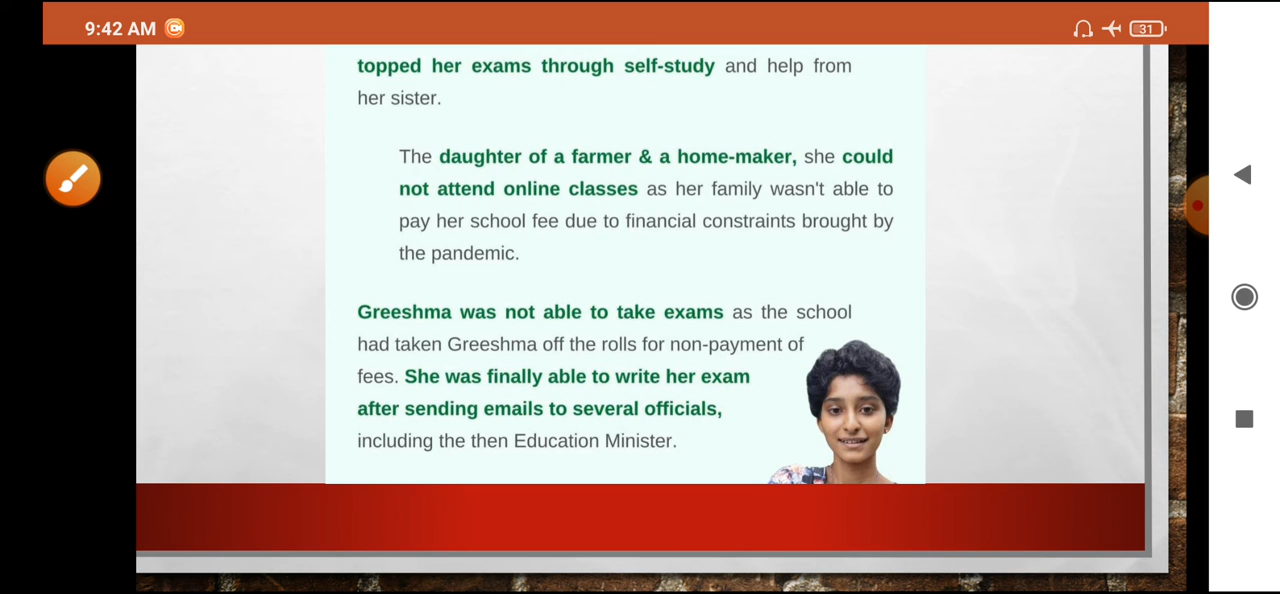 9:42 AM
31
topped her exams through self-study and help from
her sister.
The daughter of a farmer & a home-maker, she could
not attend online classes as her family wasn't able to
pay her school fee due to financial constraints brought by
the pandemic.
Greeshma was not able to take exams as the school
had taken Greeshma off the rolls for non-payment of
fees. She was finally able to write her exam
after sending emails to several officials,
including the then Education Minister.